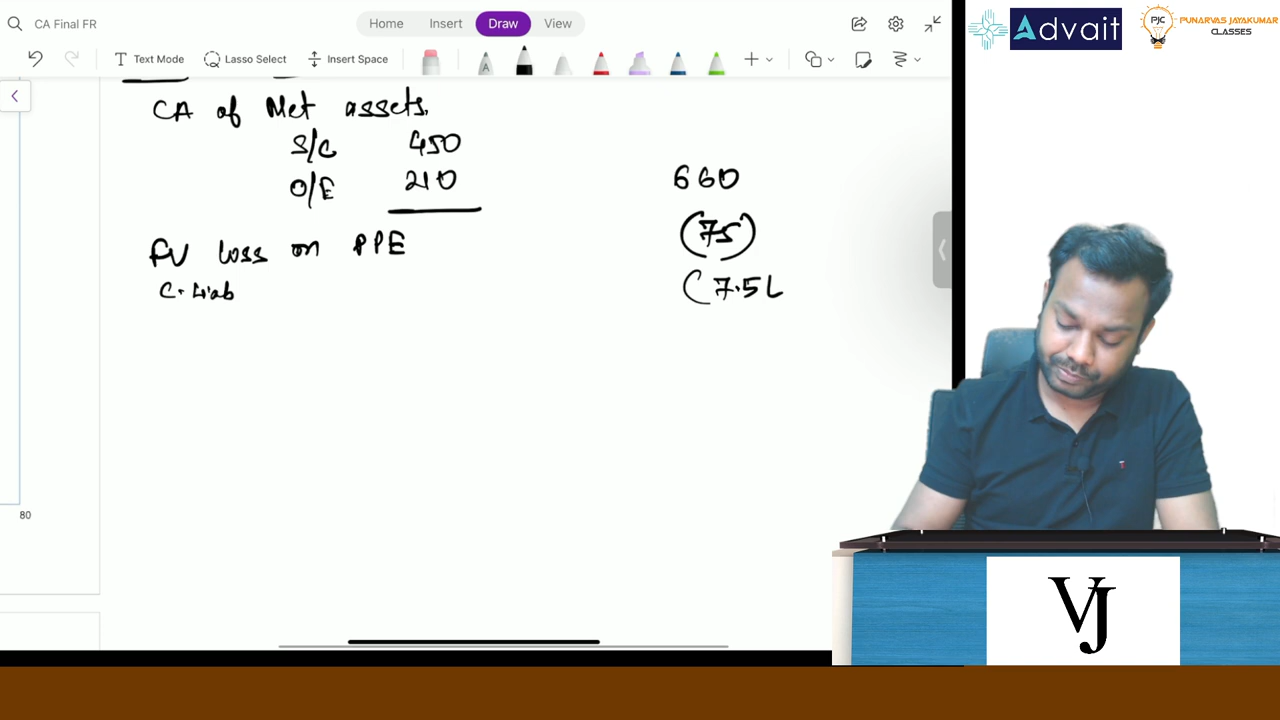 CA Final FR
Home Insert Draw View
Text Mode Lasso Select Insert Space
CA of Net assets.
S/C 450
O/E 210 660
FV loss on PPE (75)
C. Liab (7.5
80
Advait
PJC PUNARVAS JAYAKUMAR CLASSES
VJ